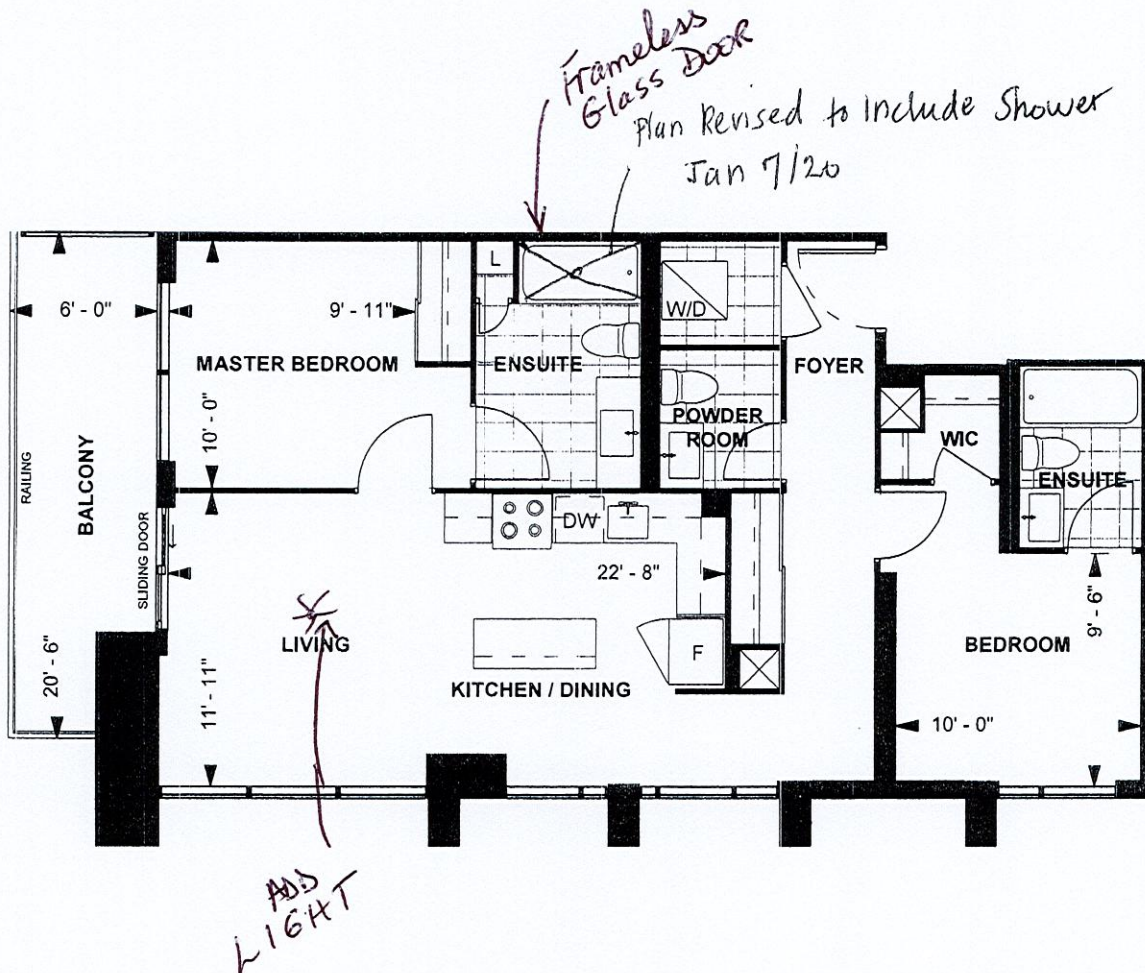 Frameless
Glass DOOR
Plan Revised to Include Shower
Jan 7/20
6' - 0"
9' - 11"
L
W/D
MASTER BEDROOM
ENSUITE
FOYER
10' - 0"
POWDER
ROOM
WIC
RAILING
BALCONY
ENSUITE
SLIDING DOOR
DW
22' - 8"
9' - 6"
LIVING
F
BEDROOM
20' - 6"
11' - 11"
KITCHEN / DINING
10' - 0"
ADD
LIGHT